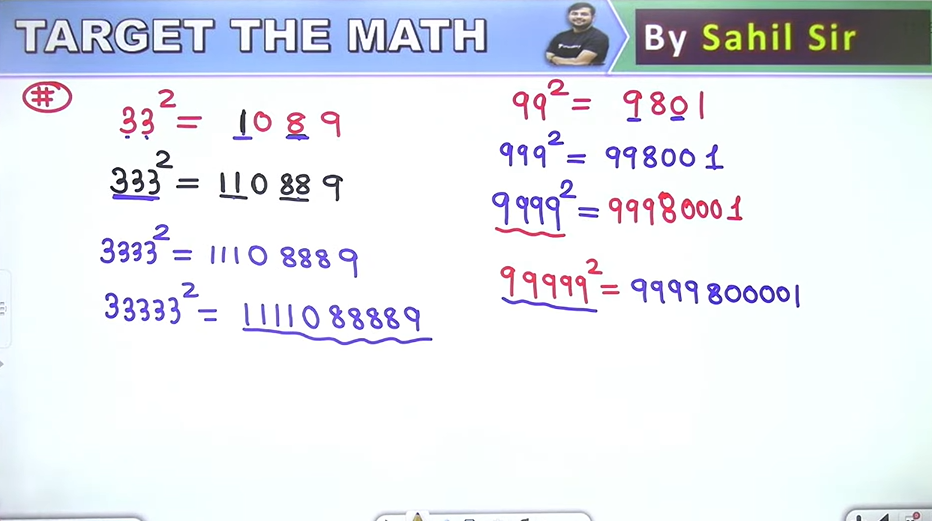 TARGET THE MATH
By Sahil Sir
#
33² = 1089
333² = 110889
3333² = 11108889
33333² = 1111088889
99² = 9801
999² = 998001
9999² = 99980001
99999² = 9999800001